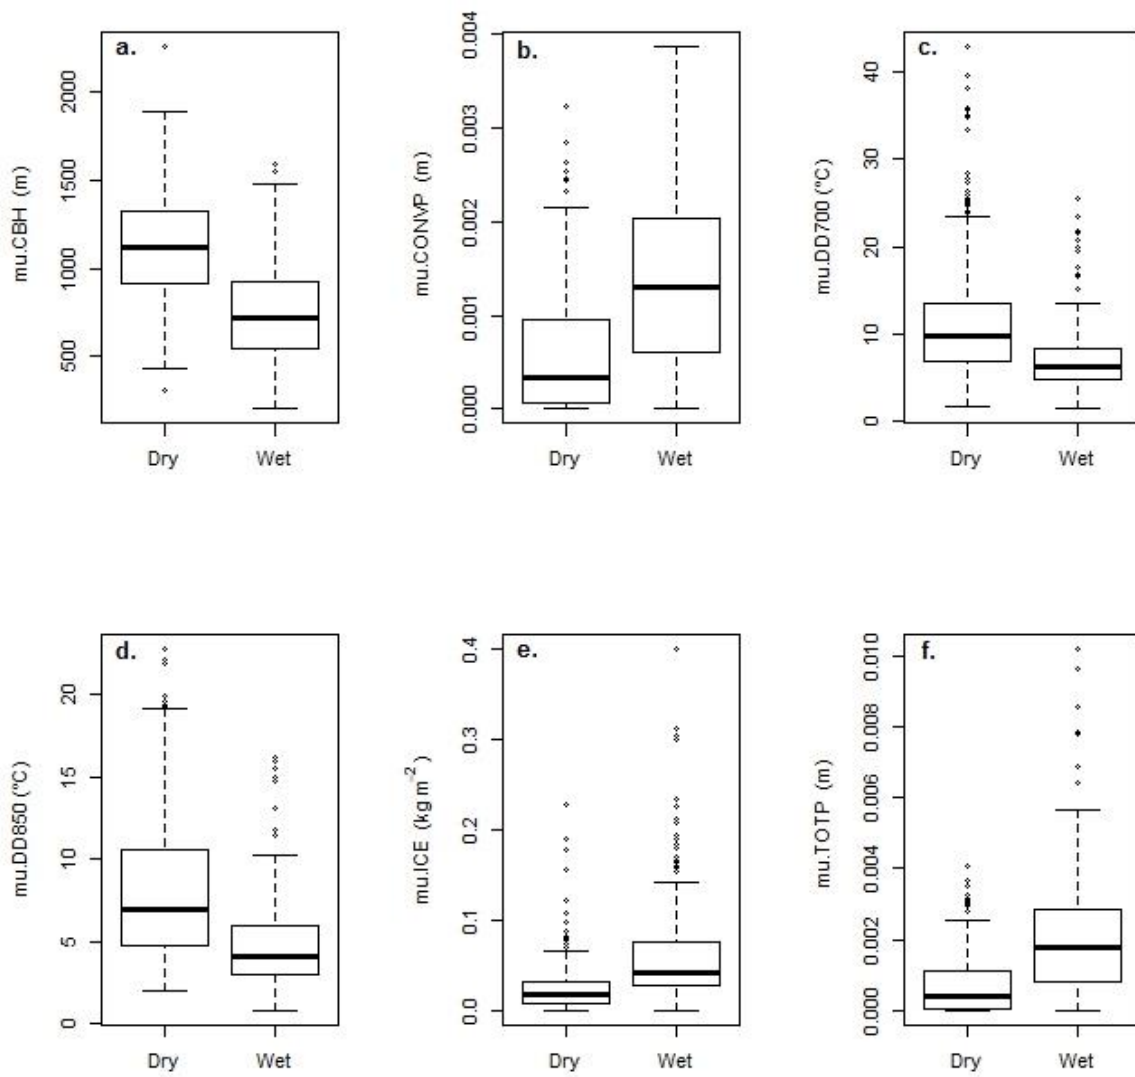 a.
mu.CBH (m)
2000
1500
1000
500
Dry Wet
b.
mu.CONVP (m)
0.004
0.003
0.002
0.001
0.000
Dry Wet
c.
mu.DD700 (°C)
40
30
20
10
0
Dry Wet
d.
mu.DD850 (°C)
20
15
10
5
0
Dry Wet
e.
mu.ICE (kg m⁻²)
0.4
0.3
0.2
0.1
0.0
Dry Wet
f.
mu.TOTP (m)
0.010
0.008
0.006
0.004
0.002
0.000
Dry Wet